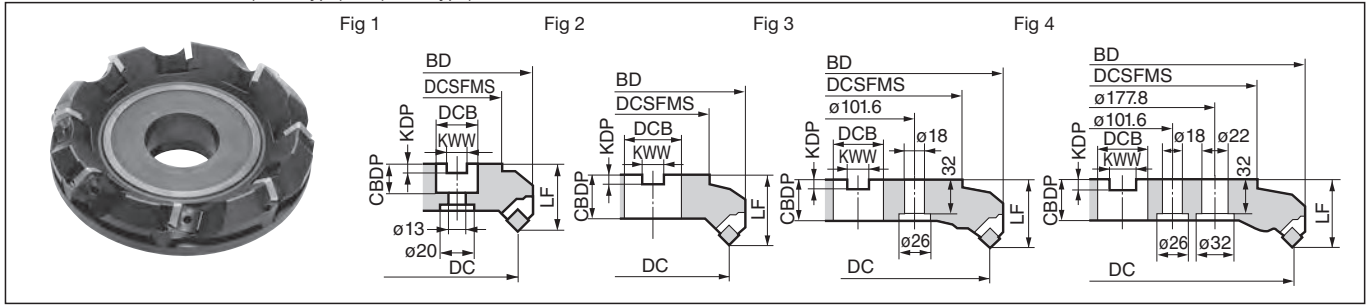 Fig 1
Fig 2
Fig 3
Fig 4
BD
DCSFMS
DCB
KWW
KDP
CBDP
LF
ø13
ø20
DC
BD
DCSFMS
DCB
KWW
KDP
CBDP
LF
DC
BD
DCSFMS
ø101.6
DCB
ø18
KWW
KDP
32
CBDP
LF
ø26
DC
BD
DCSFMS
ø177.8
ø101.6
DCB
ø18
ø22
KWW
KDP
32
CBDP
LF
ø26
ø32
DC